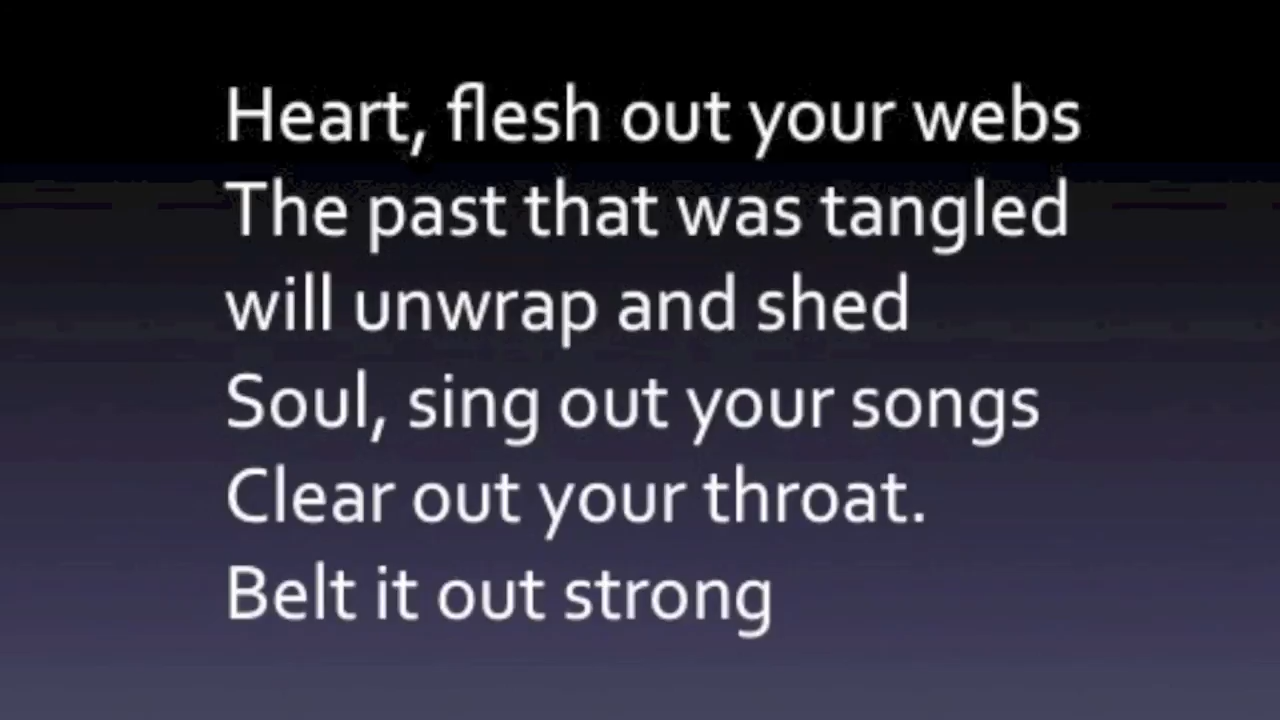 Heart, flesh out your webs
The past that was tangled
will unwrap and shed
Soul, sing out your songs
Clear out your throat.
Belt it out strong